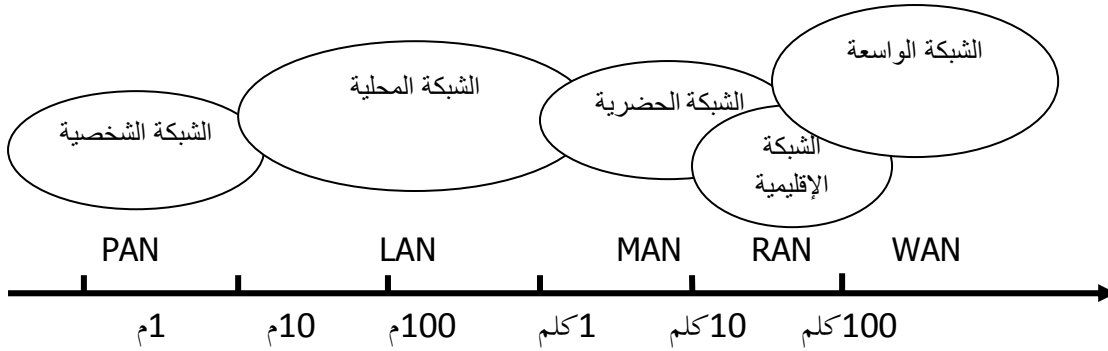 الشبكة الواسعة
الشبكة المحلية
الشبكة الحضرية
الشبكة الشخصية
الشبكة
الإقليمية
PAN LAN MAN RAN WAN
1م 10م 100م 1كلم 10كلم 100كلم